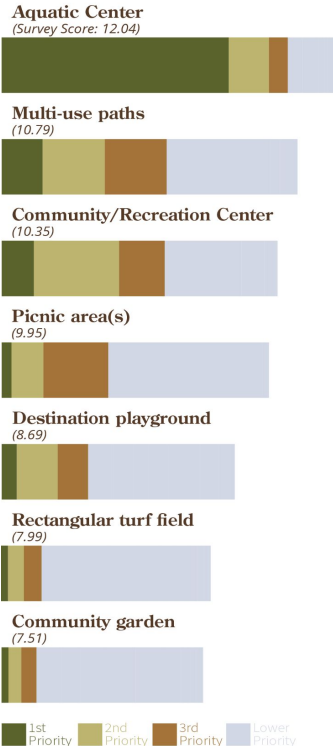 Aquatic Center
(Survey Score: 12.04)
Multi-use paths
(10.79)
Community/Recreation Center
(10.35)
Picnic area(s)
(9.95)
Destination playground
(8.69)
Rectangular turf field
(7.99)
Community garden
(7.51)
1st Priority
2nd Priority
3rd Priority
Lower Priority